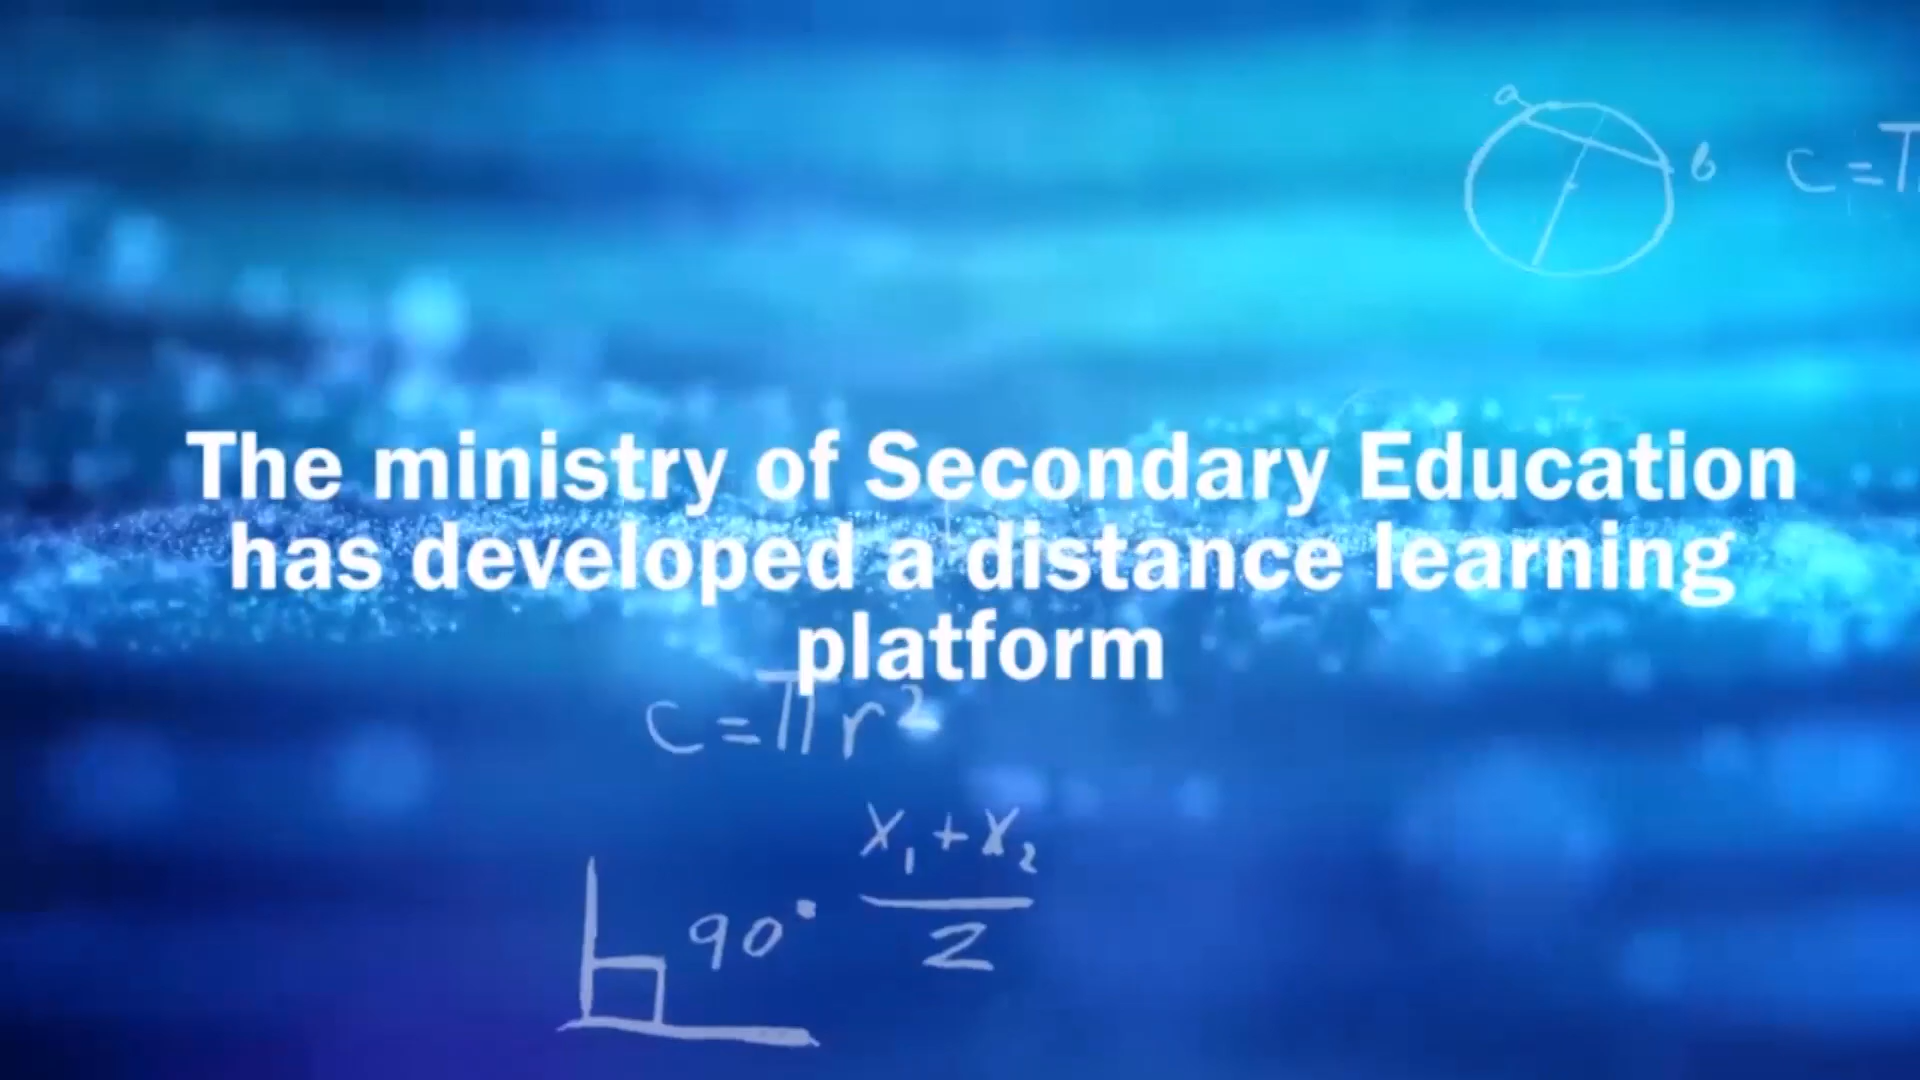 a
b
c = π
The ministry of Secondary Education
has developed a distance learning
platform
c = πr²
x₁ + x₂
90°
2